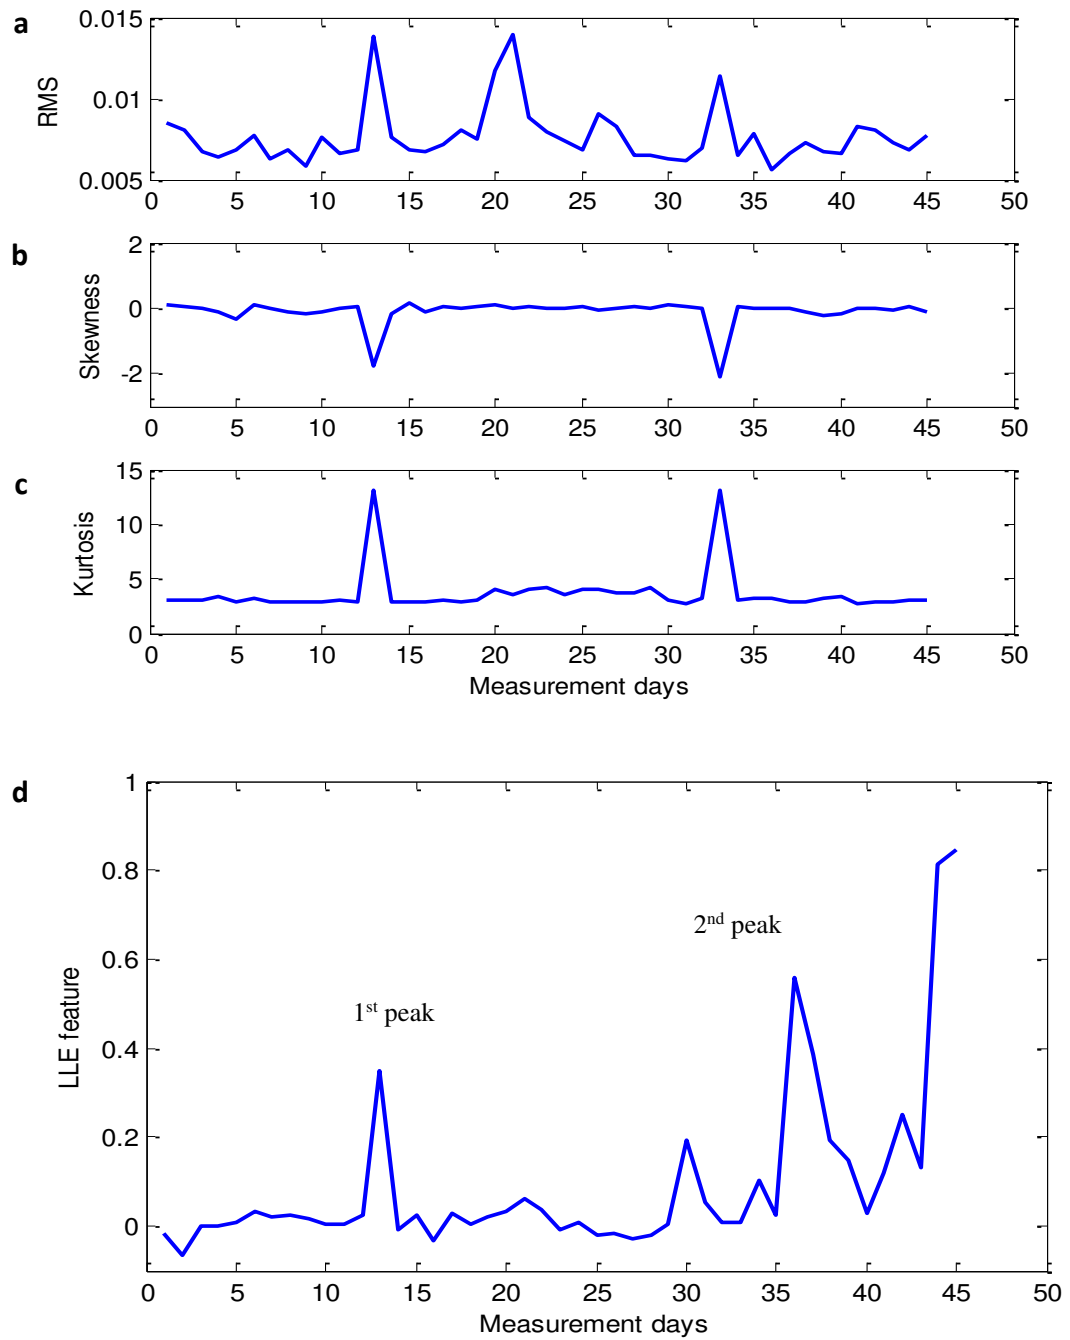 a
RMS
0.015
0.01
0.005
0 5 10 15 20 25 30 35 40 45 50
b
Skewness
2
0
-2
0 5 10 15 20 25 30 35 40 45 50
c
Kurtosis
15
10
5
0
0 5 10 15 20 25 30 35 40 45 50
Measurement days
d
LLE feature
1
0.8
0.6
0.4
0.2
0
2nd peak
1st peak
0 5 10 15 20 25 30 35 40 45 50
Measurement days